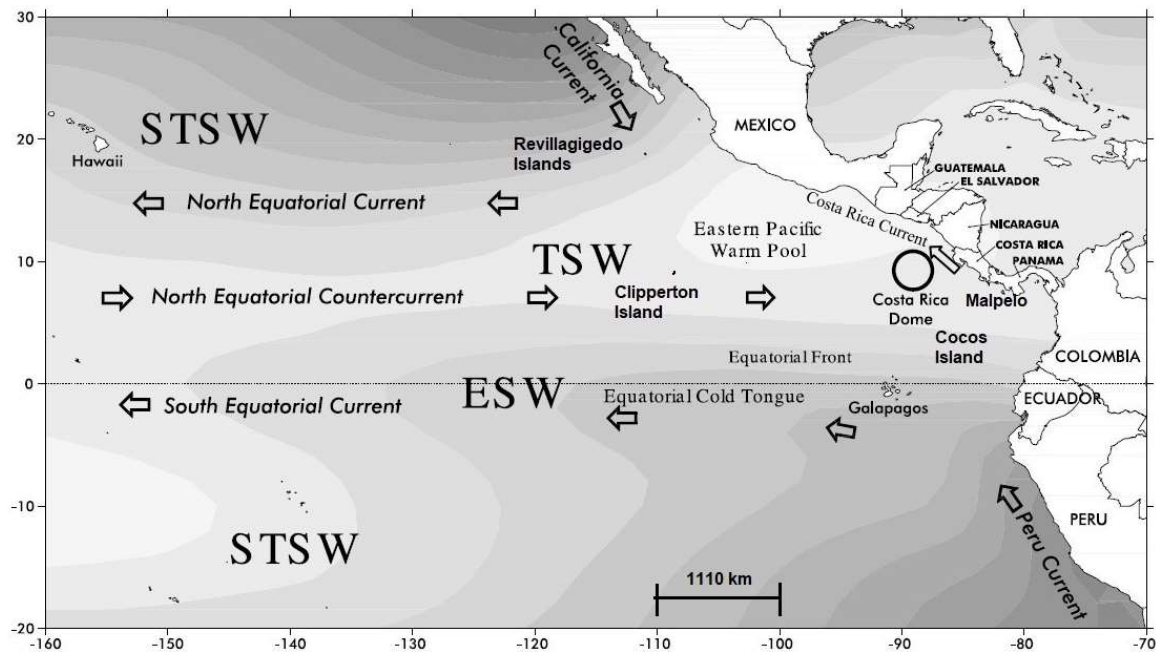 30
20
10
0
-10
-20
-160
-150
-140
-130
-120
-110
-100
-90
-80
-70
California
Current
STSW
Hawaii
MEXICO
Revillagigedo
Islands
GUATEMALA
EL SALVADOR
North Equatorial Current
Costa Rica Current
NICARAGUA
Eastern Pacific
Warm Pool
COSTA RICA
PANAMA
TSW
North Equatorial Countercurrent
Clipperton
Island
Costa Rica
Dome
Malpelo
Cocos
Island
Equatorial Front
COLOMBIA
ESW
Equatorial Cold Tongue
ECUADOR
South Equatorial Current
Galapagos
PERU
Peru Current
STSW
1110 km